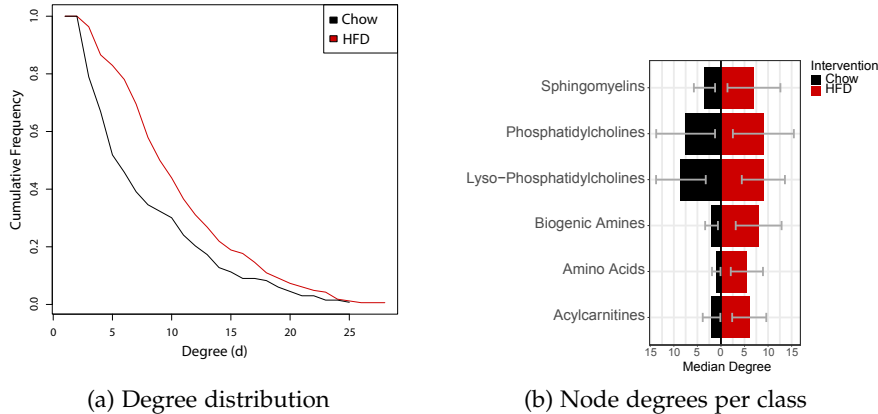 1.0
0.8
0.6
0.4
0.2
0.0
Cumulative Frequency
0 5 10 15 20 25
Degree (d)
Chow
HFD
(a) Degree distribution
Sphingomyelins
Phosphatidylcholines
Lyso−Phosphatidylcholines
Biogenic Amines
Amino Acids
Acylcarnitines
15 10 5 0 5 10 15
Median Degree
Intervention
Chow
HFD
(b) Node degrees per class